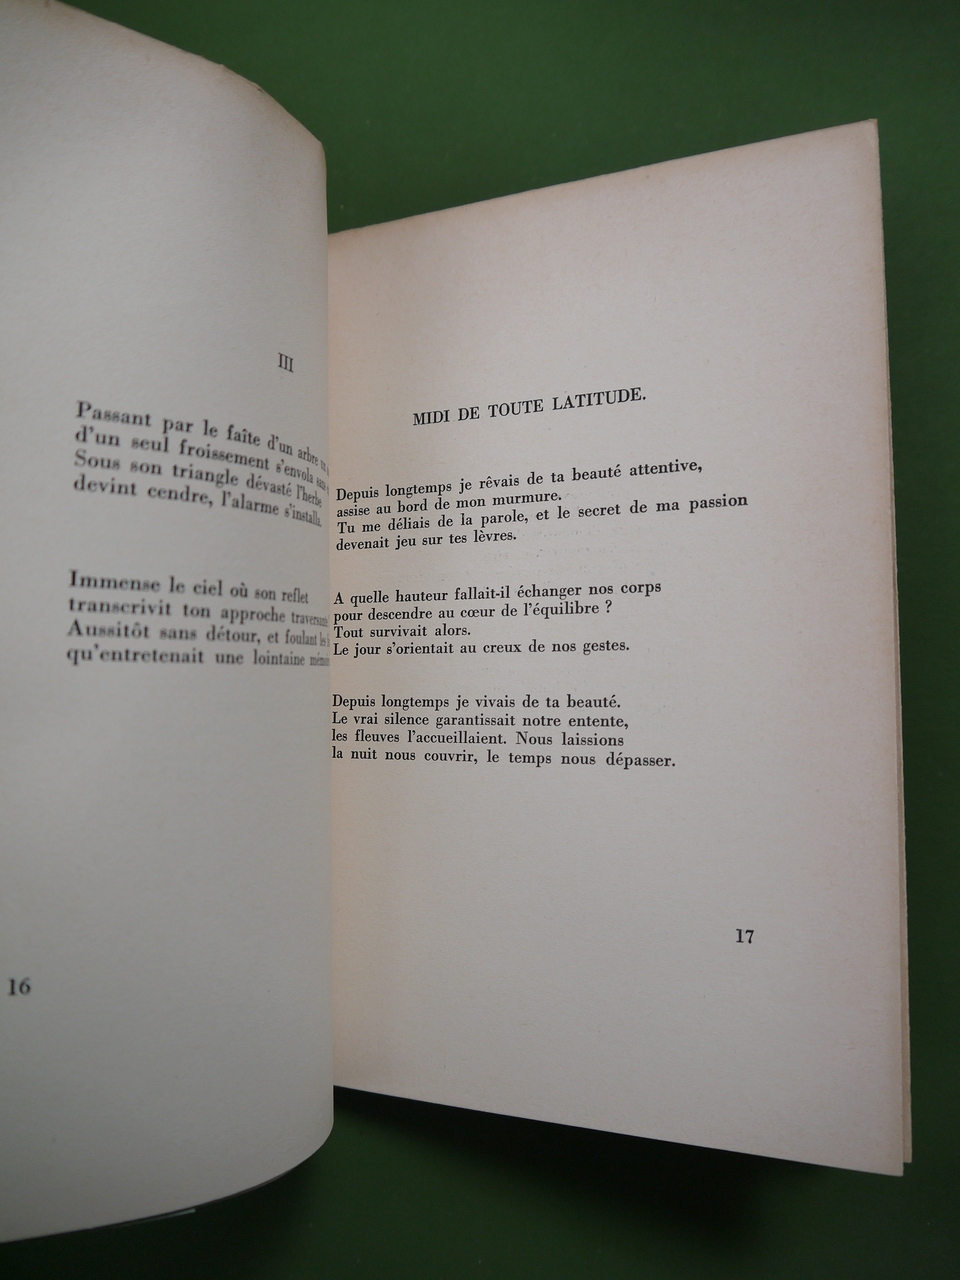 III
Passant par le faîte d'un arbre
d'un seul froissement s'envola
Sous son triangle dévasté l'herbe
devint cendre, l'alarme s'installa
Immense le ciel où son reflet
transcrivit ton approche
Aussitôt sans détour, et foulant les
qu'entretenait une lointaine
16
MIDI DE TOUTE LATITUDE.
Depuis longtemps je rêvais de ta beauté attentive,
assise au bord de mon murmure.
Tu me déliais de la parole, et le secret de ma passion
devenait jeu sur tes lèvres.
A quelle hauteur fallait-il échanger nos corps
pour descendre au cœur de l'équilibre ?
Tout survivait alors.
Le jour s'orientait au creux de nos gestes.
Depuis longtemps je vivais de ta beauté.
Le vrai silence garantissait notre entente,
les fleuves l'accueillaient. Nous laissions
la nuit nous couvrir, le temps nous dépasser.
17